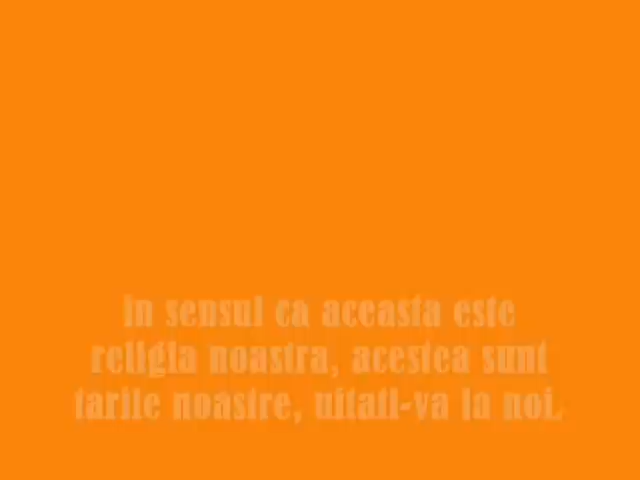 in sensul ca aceasta este
religia noastra, acestea sunt
tarile noastre, uitati-va la noi.